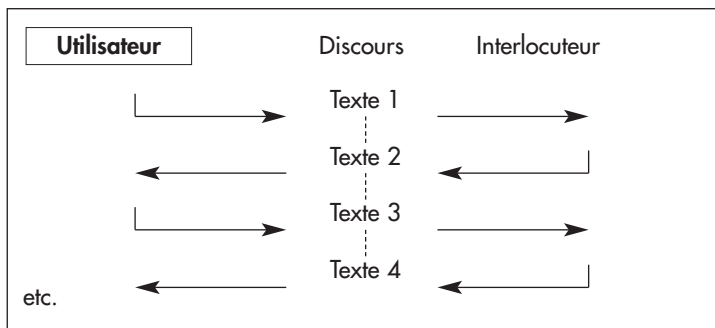 Utilisateur Discours Interlocuteur
Texte 1
Texte 2
Texte 3
Texte 4
etc.